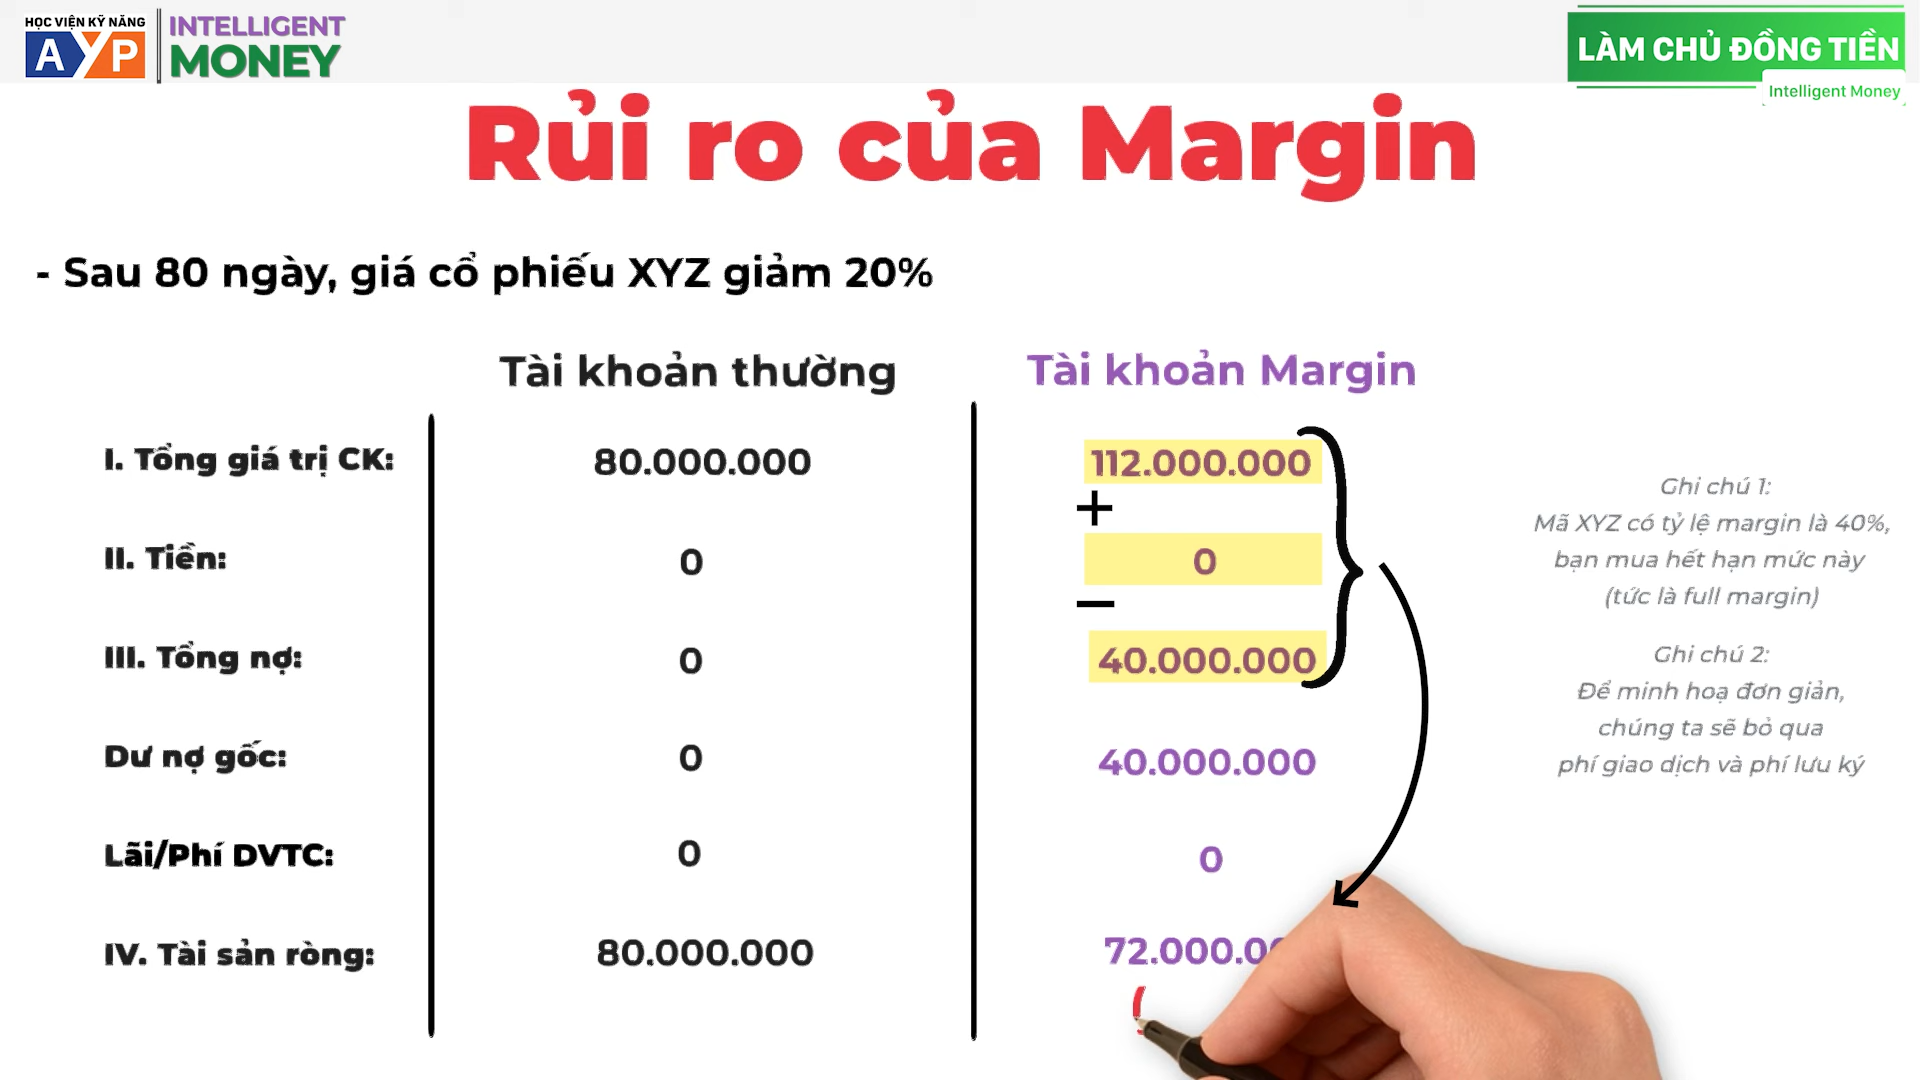 HỌC VIỆN KỸ NĂNG
AYP
INTELLIGENT
MONEY
LÀM CHỦ ĐỒNG TIỀN
Intelligent Money
Rủi ro của Margin
- Sau 80 ngày, giá cổ phiếu XYZ giảm 20%
Tài khoản thường
Tài khoản Margin
I. Tổng giá trị CK:
80.000.000
112.000.000
+
II. Tiền:
0
0
−
III. Tổng nợ:
0
40.000.000
Dư nợ gốc:
0
40.000.000
Lãi/Phí DVTC:
0
0
IV. Tài sản ròng:
80.000.000
72.000.0
Ghi chú 1:
Mã XYZ có tỷ lệ margin là 40%,
bạn mua hết hạn mức này
(tức là full margin)
Ghi chú 2:
Để minh hoạ đơn giản,
chúng ta sẽ bỏ qua
phí giao dịch và phí lưu ký